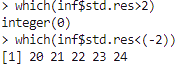 > which(inf$std.res>2)
integer(0)
> which(inf$std.res<(-2))
[1] 20 21 22 23 24